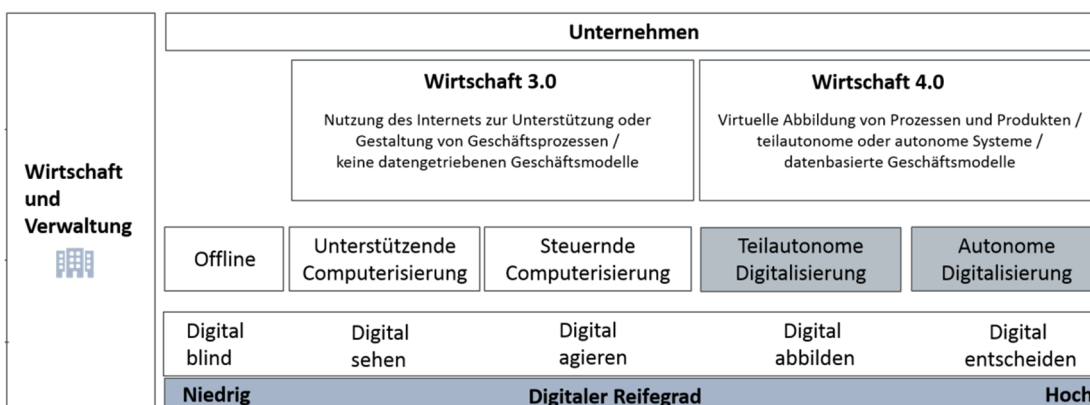 Unternehmen
Wirtschaft 3.0
Nutzung des Internets zur Unterstützung oder
Gestaltung von Geschäftsprozessen /
keine datengetriebenen Geschäftsmodelle
Wirtschaft 4.0
Virtuelle Abbildung von Prozessen und Produkten /
teilautonome oder autonome Systeme /
datenbasierte Geschäftsmodelle
Wirtschaft
und
Verwaltung
Offline
Unterstützende
Computerisierung
Steuernde
Computerisierung
Teilautonome
Digitalisierung
Autonome
Digitalisierung
Digital
blind
Digital
sehen
Digital
agieren
Digital
abbilden
Digital
entscheiden
Niedrig
Digitaler Reifegrad
Hoch